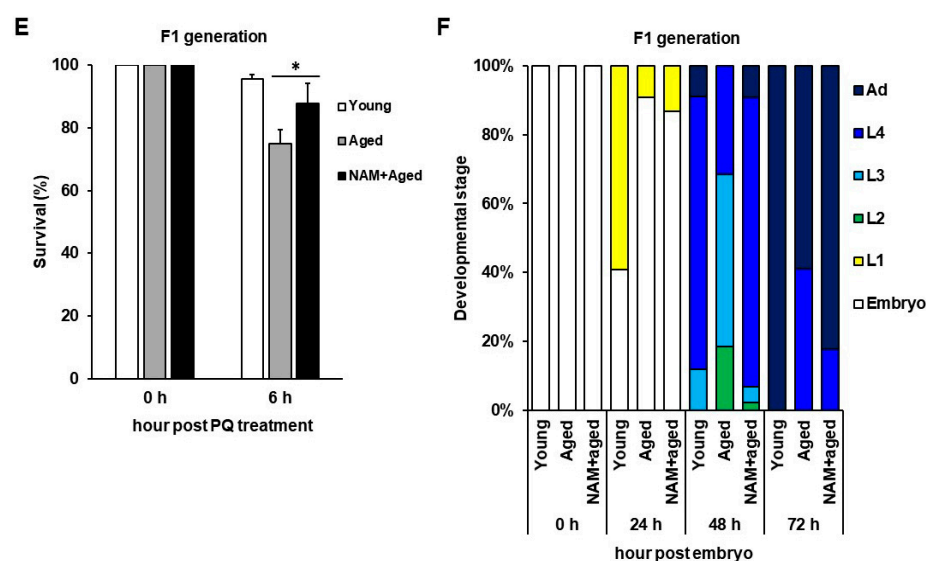 E
F1 generation
100
80
60
40
20
0
Survival (%)
*
Young
Aged
NAM+Aged
0 h
6 h
hour post PQ treatment
F
F1 generation
100%
80%
60%
40%
20%
0%
Developmental stage
Ad
L4
L3
L2
L1
Embryo
Young
Aged
NAM+aged
Young
Aged
NAM+aged
Young
Aged
NAM+aged
Young
Aged
NAM+aged
0 h
24 h
48 h
72 h
hour post embryo